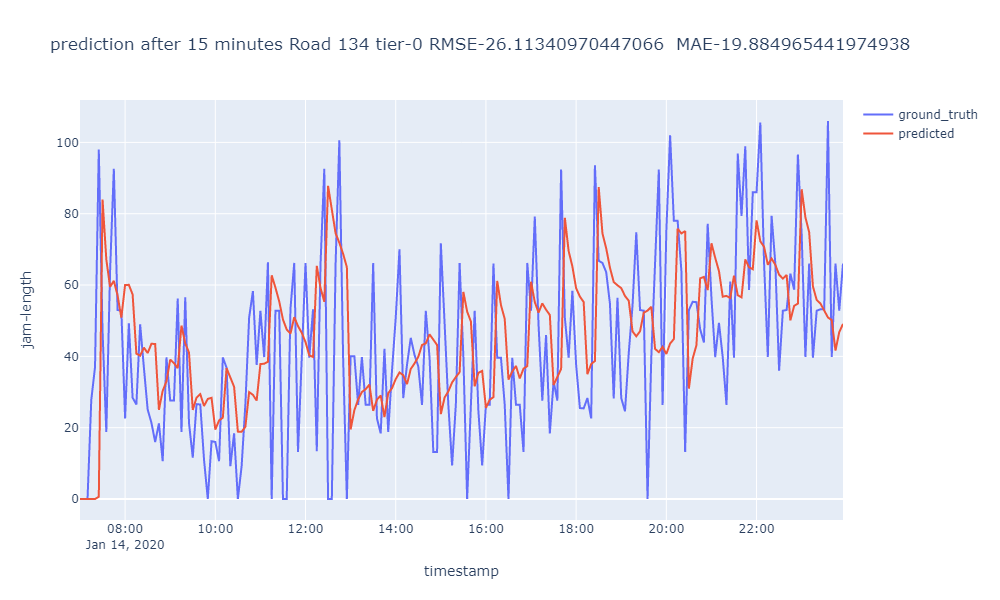 prediction after 15 minutes Road 134 tier-0 RMSE-26.11340970447066  MAE-19.884965441974938
ground_truth
predicted
jam-length
100
80
60
40
20
0
08:00 10:00 12:00 14:00 16:00 18:00 20:00 22:00
Jan 14, 2020
timestamp